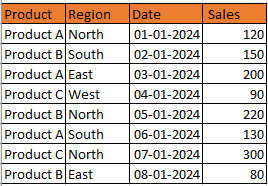 Product Region Date Sales
Product A North 01-01-2024 120
Product B South 02-01-2024 150
Product A East 03-01-2024 200
Product C West 04-01-2024 90
Product B North 05-01-2024 220
Product A South 06-01-2024 130
Product C North 07-01-2024 300
Product B East 08-01-2024 80